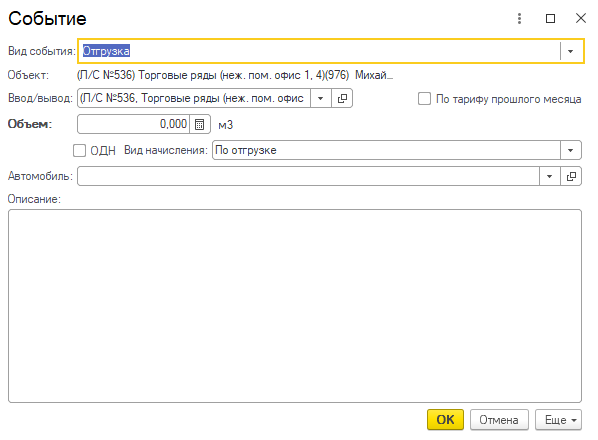 Событие
Вид события: Отгрузка
Объект: (Л/С №536) Торговые ряды (неж. пом. офис 1, 4)(976) Михай...
Ввод/вывод: (Л/С №536, Торговые ряды (неж. пом. офис По тарифу прошлого месяца
Объем: 0,000 м3
ОДН Вид начисления: По отгрузке
Автомобиль:
Описание:
OK Отмена Еще